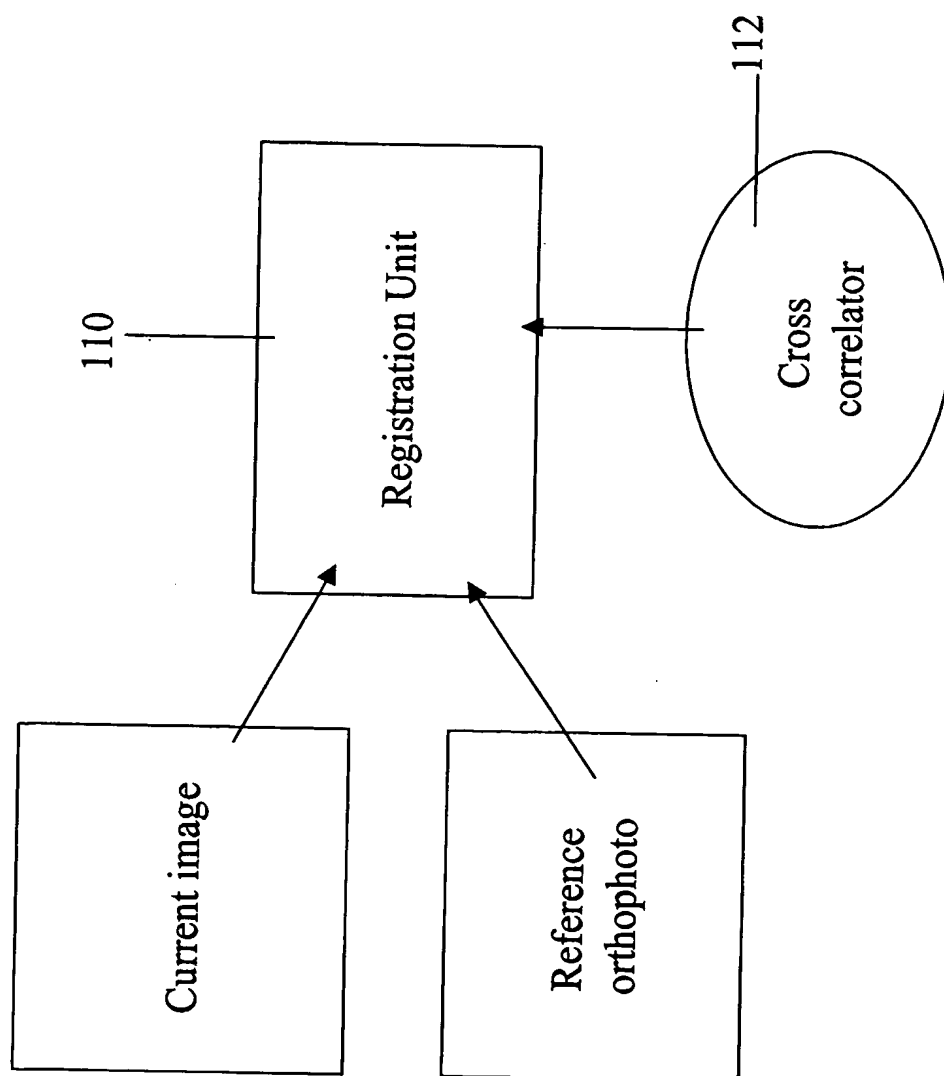 110
Registration Unit
112
Cross
correlator
Current image
Reference
orthophoto